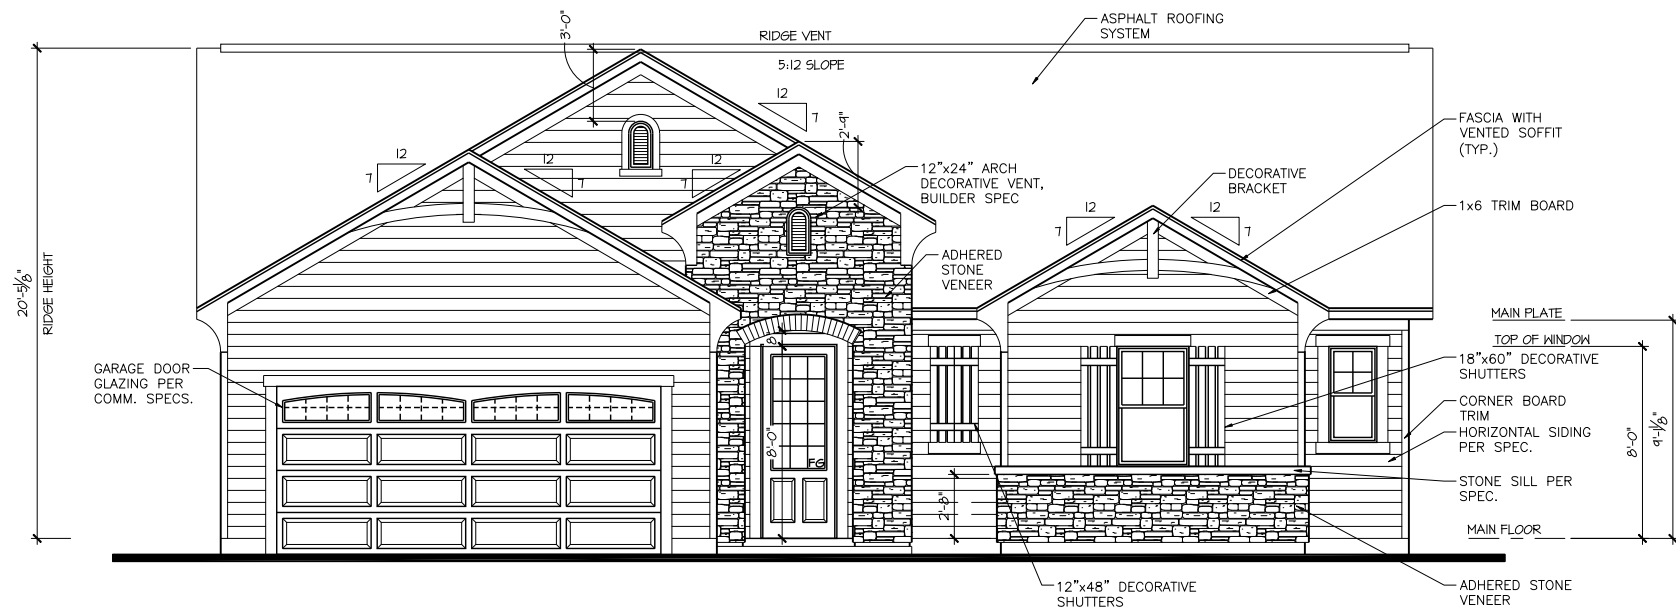 ASPHALT ROOFING
SYSTEM
3'-0"
RIDGE VENT
5:12 SLOPE
12
7
2'-9"
FASCIA WITH
VENTED SOFFIT
(TYP.)
12
7
12
7
12
7
12"x24" ARCH
DECORATIVE VENT,
BUILDER SPEC
DECORATIVE
BRACKET
1x6 TRIM BOARD
12
7
12
7
20'-5⅛"
RIDGE HEIGHT
ADHERED
STONE
VENEER
MAIN PLATE
TOP OF WINDOW
8"
18"x60" DECORATIVE
SHUTTERS
GARAGE DOOR
GLAZING PER
COMM. SPECS.
CORNER BOARD
TRIM
HORIZONTAL SIDING
PER SPEC.
8'-0"
9'-1⅛"
8'-0"
FG
STONE SILL PER
SPEC.
2'-8"
MAIN FLOOR
12"x48" DECORATIVE
SHUTTERS
ADHERED STONE
VENEER